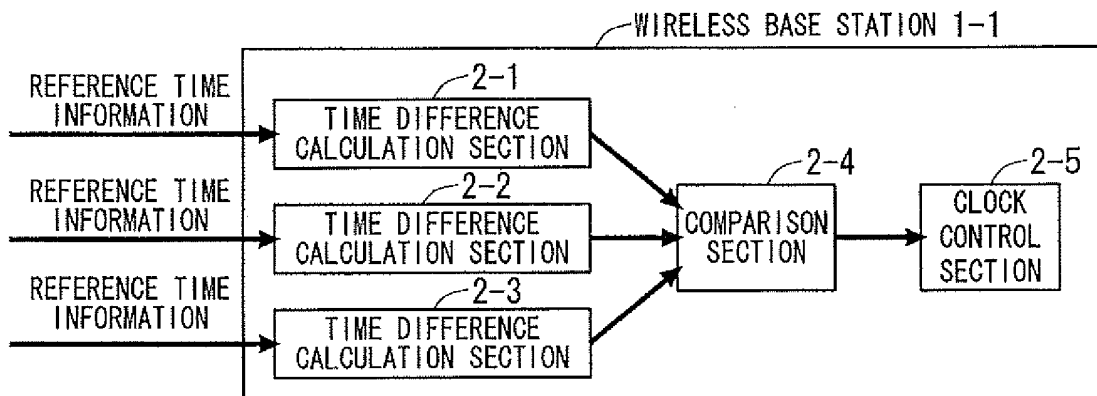 WIRELESS BASE STATION 1-1
REFERENCE TIME
INFORMATION
2-1
TIME DIFFERENCE
CALCULATION SECTION
REFERENCE TIME
INFORMATION
2-2
TIME DIFFERENCE
CALCULATION SECTION
REFERENCE TIME
INFORMATION
2-3
TIME DIFFERENCE
CALCULATION SECTION
2-4
COMPARISON
SECTION
2-5
CLOCK
CONTROL
SECTION